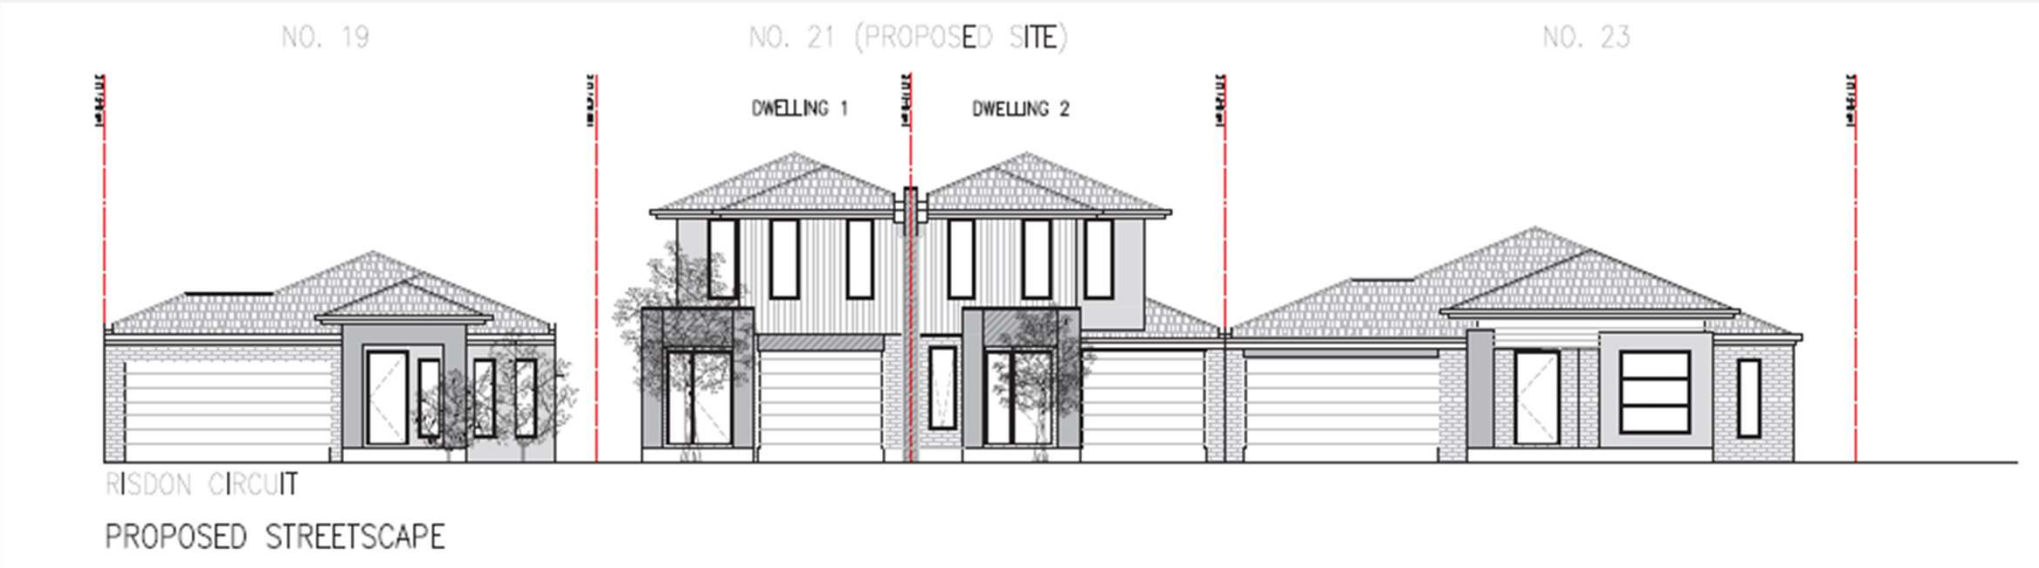 NO. 19
NO. 21 (PROPOSED SITE)
NO. 23
DWELLING 1
DWELLING 2
RISDON CIRCUIT
PROPOSED STREETSCAPE